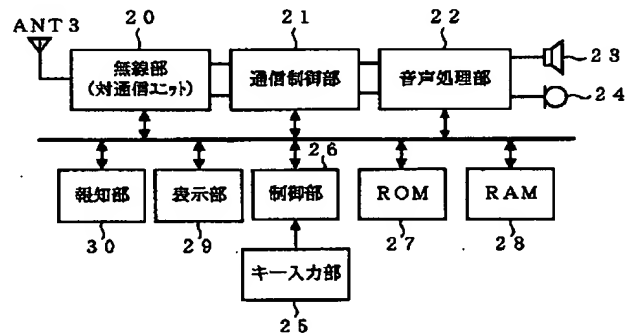 ANT3
20
21
22
無線部
(対通信ユニット)
通信制御部
音声処理部
23
24
26
報知部
表示部
制御部
ROM
RAM
30
29
27
28
キー入力部
25